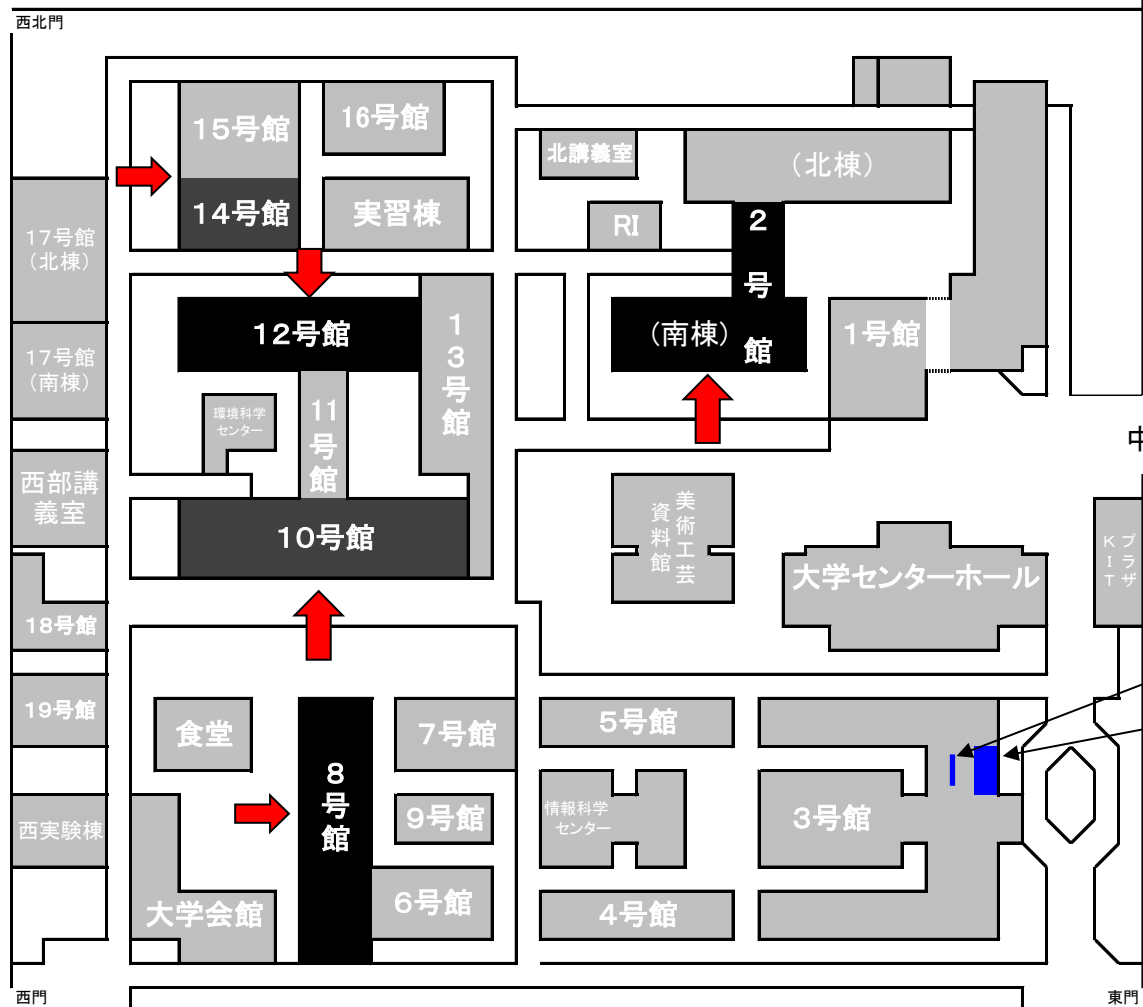 西北門
15号館
16号館
14号館
実習棟
北講義室
(北棟)
RI
2号館
(南棟)
1号館
17号館
(北棟)
17号館
(南棟)
12号館
13号館
環境科学
センター
11号館
10号館
西部講
義室
美術工芸
資料館
大学センターホール
プラザ
KIT
中
18号館
19号館
食堂
7号館
8号館
9号館
6号館
5号館
情報科学
センター
3号館
4号館
西実験棟
大学会館
西門
東門